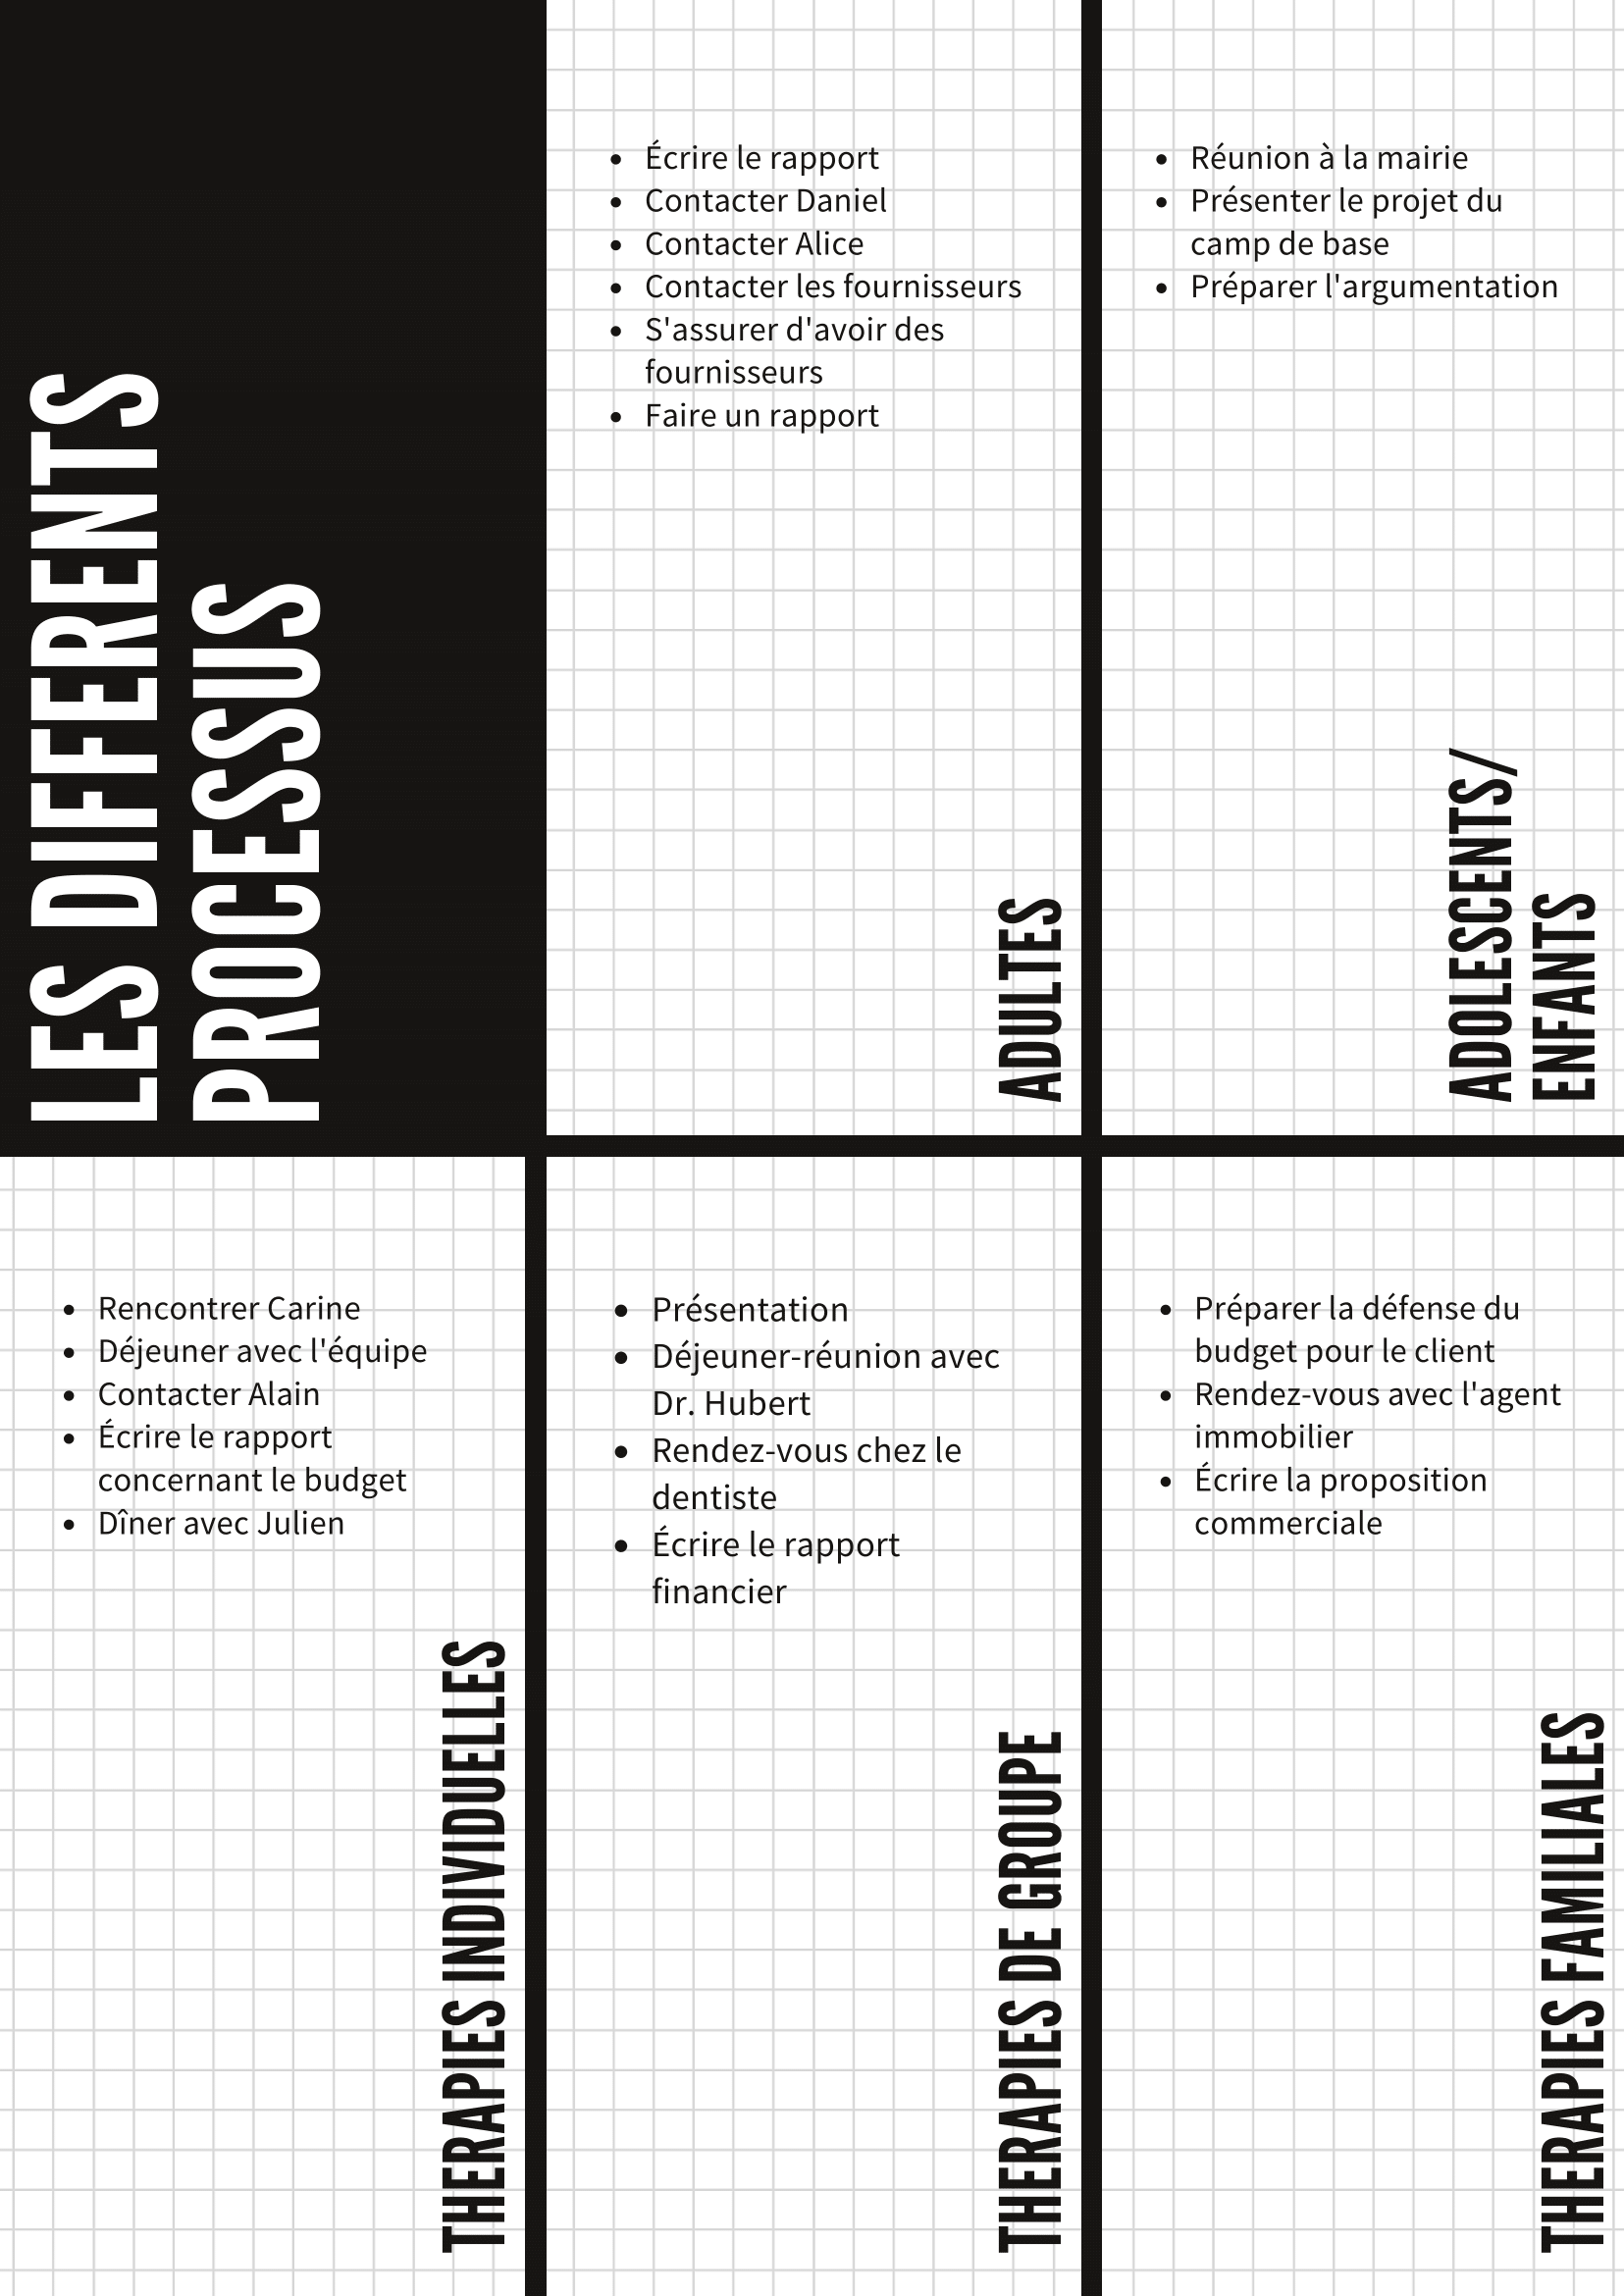 LES DIFFERENTS
PROCESSUS
• Écrire le rapport
• Contacter Daniel
• Contacter Alice
• Contacter les fournisseurs
• S'assurer d'avoir des
fournisseurs
• Faire un rapport
ADULTES
• Réunion à la mairie
• Présenter le projet du
camp de base
• Préparer l'argumentation
ADOLESCENTS/
ENFANTS
• Rencontrer Carine
• Déjeuner avec l'équipe
• Contacter Alain
• Écrire le rapport
concernant le budget
• Dîner avec Julien
THERAPIES INDIVIDUELLES
• Présentation
• Déjeuner-réunion avec
Dr. Hubert
• Rendez-vous chez le
dentiste
• Écrire le rapport
financier
THERAPIES DE GROUPE
• Préparer la défense du
budget pour le client
• Rendez-vous avec l'agent
immobilier
• Écrire la proposition
commerciale
THERAPIES FAMILIALES